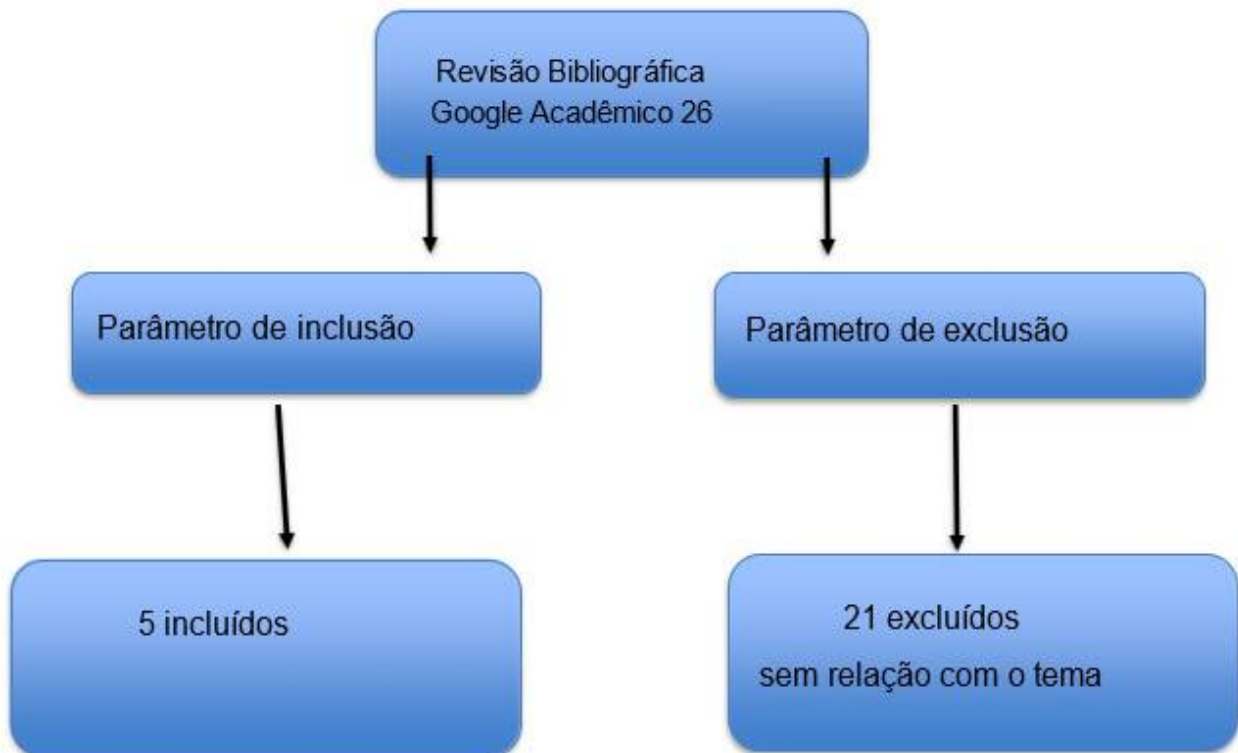 Revisão Bibliográfica
Google Acadêmico 26
Parâmetro de inclusão
Parâmetro de exclusão
5 incluídos
21 excluídos
sem relação com o tema